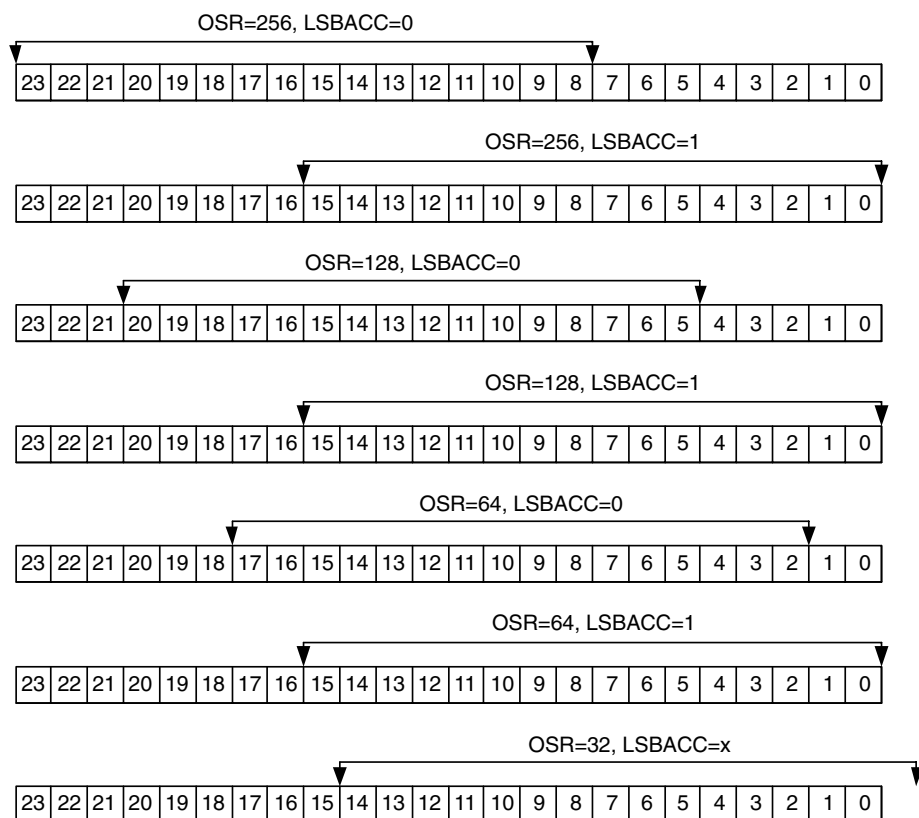 OSR=256, LSBACC=0
23 22 21 20 19 18 17 16 15 14 13 12 11 10 9 8 7 6 5 4 3 2 1 0
OSR=256, LSBACC=1
23 22 21 20 19 18 17 16 15 14 13 12 11 10 9 8 7 6 5 4 3 2 1 0
OSR=128, LSBACC=0
23 22 21 20 19 18 17 16 15 14 13 12 11 10 9 8 7 6 5 4 3 2 1 0
OSR=128, LSBACC=1
23 22 21 20 19 18 17 16 15 14 13 12 11 10 9 8 7 6 5 4 3 2 1 0
OSR=64, LSBACC=0
23 22 21 20 19 18 17 16 15 14 13 12 11 10 9 8 7 6 5 4 3 2 1 0
OSR=64, LSBACC=1
23 22 21 20 19 18 17 16 15 14 13 12 11 10 9 8 7 6 5 4 3 2 1 0
OSR=32, LSBACC=x
23 22 21 20 19 18 17 16 15 14 13 12 11 10 9 8 7 6 5 4 3 2 1 0